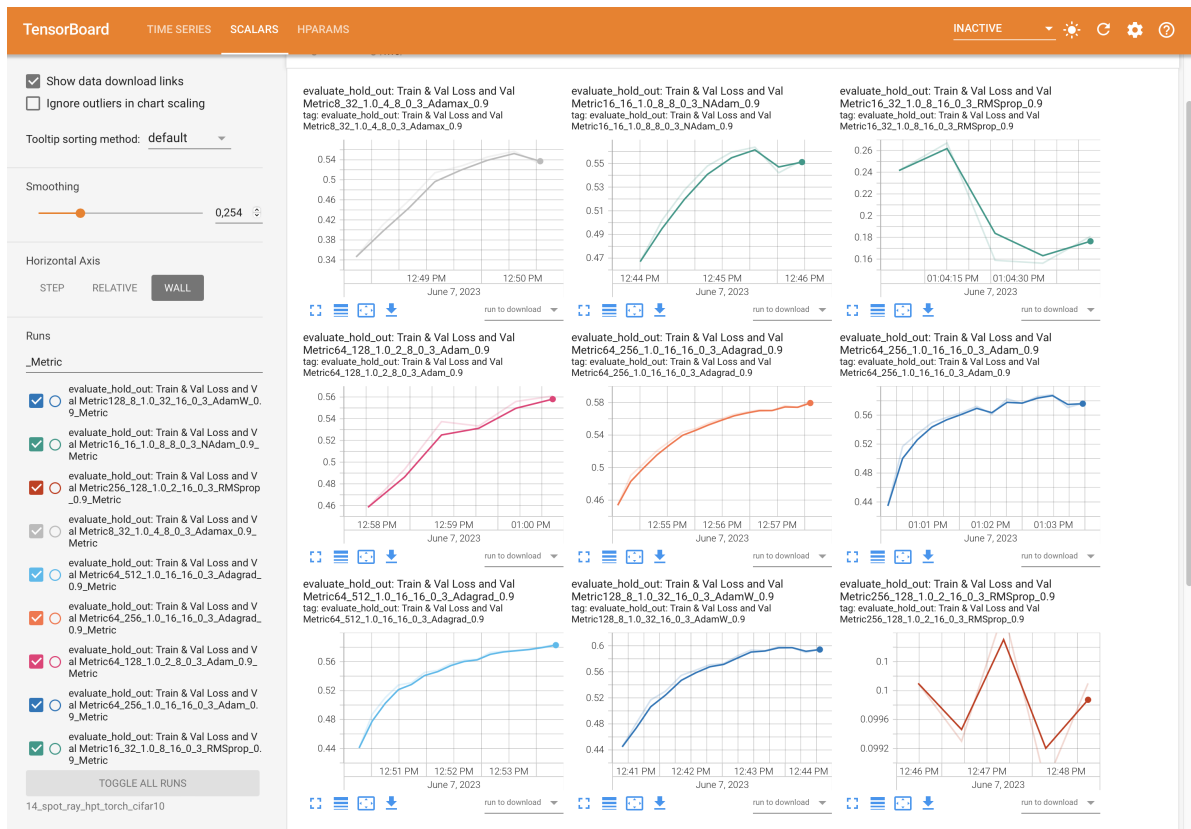 TensorBoard
TIME SERIES
SCALARS
HPARAMS
INACTIVE
Show data download links
Ignore outliers in chart scaling
Tooltip sorting method: default
Smoothing
0,254
Horizontal Axis
STEP
RELATIVE
WALL
Runs
_Metric
evaluate_hold_out: Train & Val Loss and V
al Metric128_8_1.0_32_16_0_3_AdamW_0.
9_Metric
evaluate_hold_out: Train & Val Loss and V
al Metric16_16_1.0_8_8_0_3_NAdam_0.9_
Metric
evaluate_hold_out: Train & Val Loss and V
al Metric256_128_1.0_2_16_0_3_RMSprop
_0.9_Metric
evaluate_hold_out: Train & Val Loss and V
al Metric8_32_1.0_4_8_0_3_Adamax_0.9_
Metric
evaluate_hold_out: Train & Val Loss and V
al Metric64_512_1.0_16_16_0_3_Adagrad_
0.9_Metric
evaluate_hold_out: Train & Val Loss and V
al Metric64_256_1.0_16_16_0_3_Adagrad_
0.9_Metric
evaluate_hold_out: Train & Val Loss and V
al Metric64_128_1.0_2_8_0_3_Adam_0.9_
Metric
evaluate_hold_out: Train & Val Loss and V
al Metric64_256_1.0_16_16_0_3_Adam_0.
9_Metric
evaluate_hold_out: Train & Val Loss and V
al Metric16_32_1.0_8_16_0_3_RMSprop_0.
9_Metric
TOGGLE ALL RUNS
14_spot_ray_hpt_torch_cifar10
evaluate_hold_out: Train & Val Loss and Val
Metric8_32_1.0_4_8_0_3_Adamax_0.9
tag: evaluate_hold_out: Train & Val Loss and Val
Metric8_32_1.0_4_8_0_3_Adamax_0.9
0.54
0.5
0.46
0.42
0.38
0.34
12:49 PM
12:50 PM
June 7, 2023
run to download
evaluate_hold_out: Train & Val Loss and Val
Metric16_16_1.0_8_8_0_3_NAdam_0.9
tag: evaluate_hold_out: Train & Val Loss and Val
Metric16_16_1.0_8_8_0_3_NAdam_0.9
0.55
0.53
0.51
0.49
0.47
12:44 PM
12:45 PM
12:46 PM
June 7, 2023
run to download
evaluate_hold_out: Train & Val Loss and Val
Metric16_32_1.0_8_16_0_3_RMSprop_0.9
tag: evaluate_hold_out: Train & Val Loss and Val
Metric16_32_1.0_8_16_0_3_RMSprop_0.9
0.26
0.24
0.22
0.2
0.18
0.16
01:04:15 PM
01:04:30 PM
June 7, 2023
run to download
evaluate_hold_out: Train & Val Loss and Val
Metric64_128_1.0_2_8_0_3_Adam_0.9
tag: evaluate_hold_out: Train & Val Loss and Val
Metric64_128_1.0_2_8_0_3_Adam_0.9
0.56
0.54
0.52
0.5
0.48
0.46
12:58 PM
12:59 PM
01:00 PM
June 7, 2023
run to download
evaluate_hold_out: Train & Val Loss and Val
Metric64_256_1.0_16_16_0_3_Adagrad_0.9
tag: evaluate_hold_out: Train & Val Loss and Val
Metric64_256_1.0_16_16_0_3_Adagrad_0.9
0.58
0.54
0.5
0.46
12:55 PM
12:56 PM
12:57 PM
June 7, 2023
run to download
evaluate_hold_out: Train & Val Loss and Val
Metric64_256_1.0_16_16_0_3_Adam_0.9
tag: evaluate_hold_out: Train & Val Loss and Val
Metric64_256_1.0_16_16_0_3_Adam_0.9
0.56
0.52
0.48
0.44
01:01 PM
01:02 PM
01:03 PM
June 7, 2023
run to download
evaluate_hold_out: Train & Val Loss and Val
Metric64_512_1.0_16_16_0_3_Adagrad_0.9
tag: evaluate_hold_out: Train & Val Loss and Val
Metric64_512_1.0_16_16_0_3_Adagrad_0.9
0.56
0.52
0.48
0.44
12:51 PM
12:52 PM
12:53 PM
June 7, 2023
run to download
evaluate_hold_out: Train & Val Loss and Val
Metric128_8_1.0_32_16_0_3_AdamW_0.9
tag: evaluate_hold_out: Train & Val Loss and Val
Metric128_8_1.0_32_16_0_3_AdamW_0.9
0.6
0.56
0.52
0.48
0.44
12:41 PM
12:42 PM
12:43 PM
12:44 PM
June 7, 2023
run to download
evaluate_hold_out: Train & Val Loss and Val
Metric256_128_1.0_2_16_0_3_RMSprop_0.9
tag: evaluate_hold_out: Train & Val Loss and Val
Metric256_128_1.0_2_16_0_3_RMSprop_0.9
0.1
0.1
0.0996
0.0992
12:46 PM
12:47 PM
12:48 PM
June 7, 2023
run to download